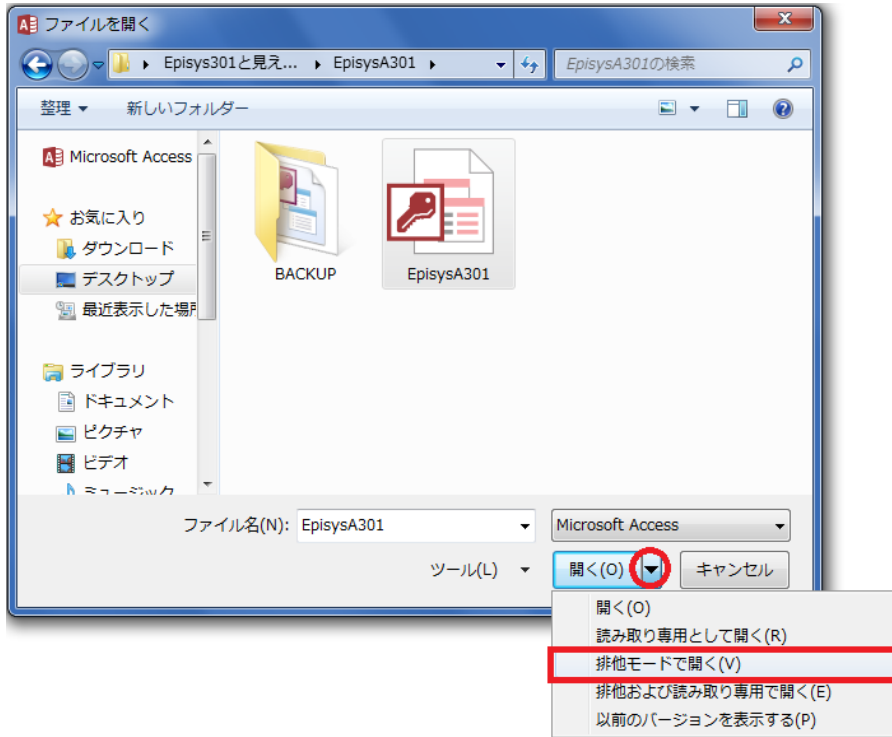 ファイルを開く
Episys301と見え... EpisysA301
EpisysA301の検索
整理 新しいフォルダー
Microsoft Access
お気に入り
ダウンロード
デスクトップ
最近表示した場所
ライブラリ
ドキュメント
ピクチャ
ビデオ
ミュージック
BACKUP
EpisysA301
ファイル名(N): EpisysA301
Microsoft Access
ツール(L) 開く(O) キャンセル
開く(O)
読み取り専用として開く(R)
排他モードで開く(V)
排他および読み取り専用で開く(E)
以前のバージョンを表示する(P)